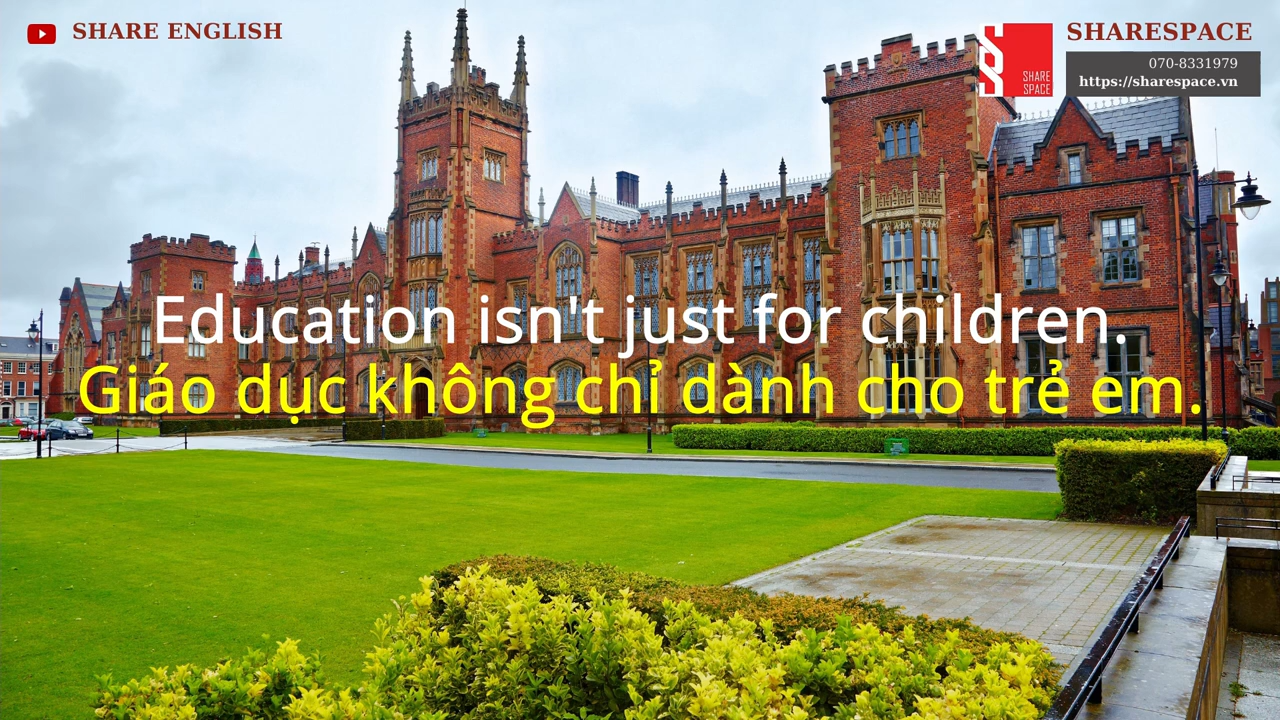 SHARE ENGLISH
SHARE
SPACE
SHARESPACE
070-8331979
https://sharespace.vn
Education isn't just for children.
Giáo dục không chỉ dành cho trẻ em.